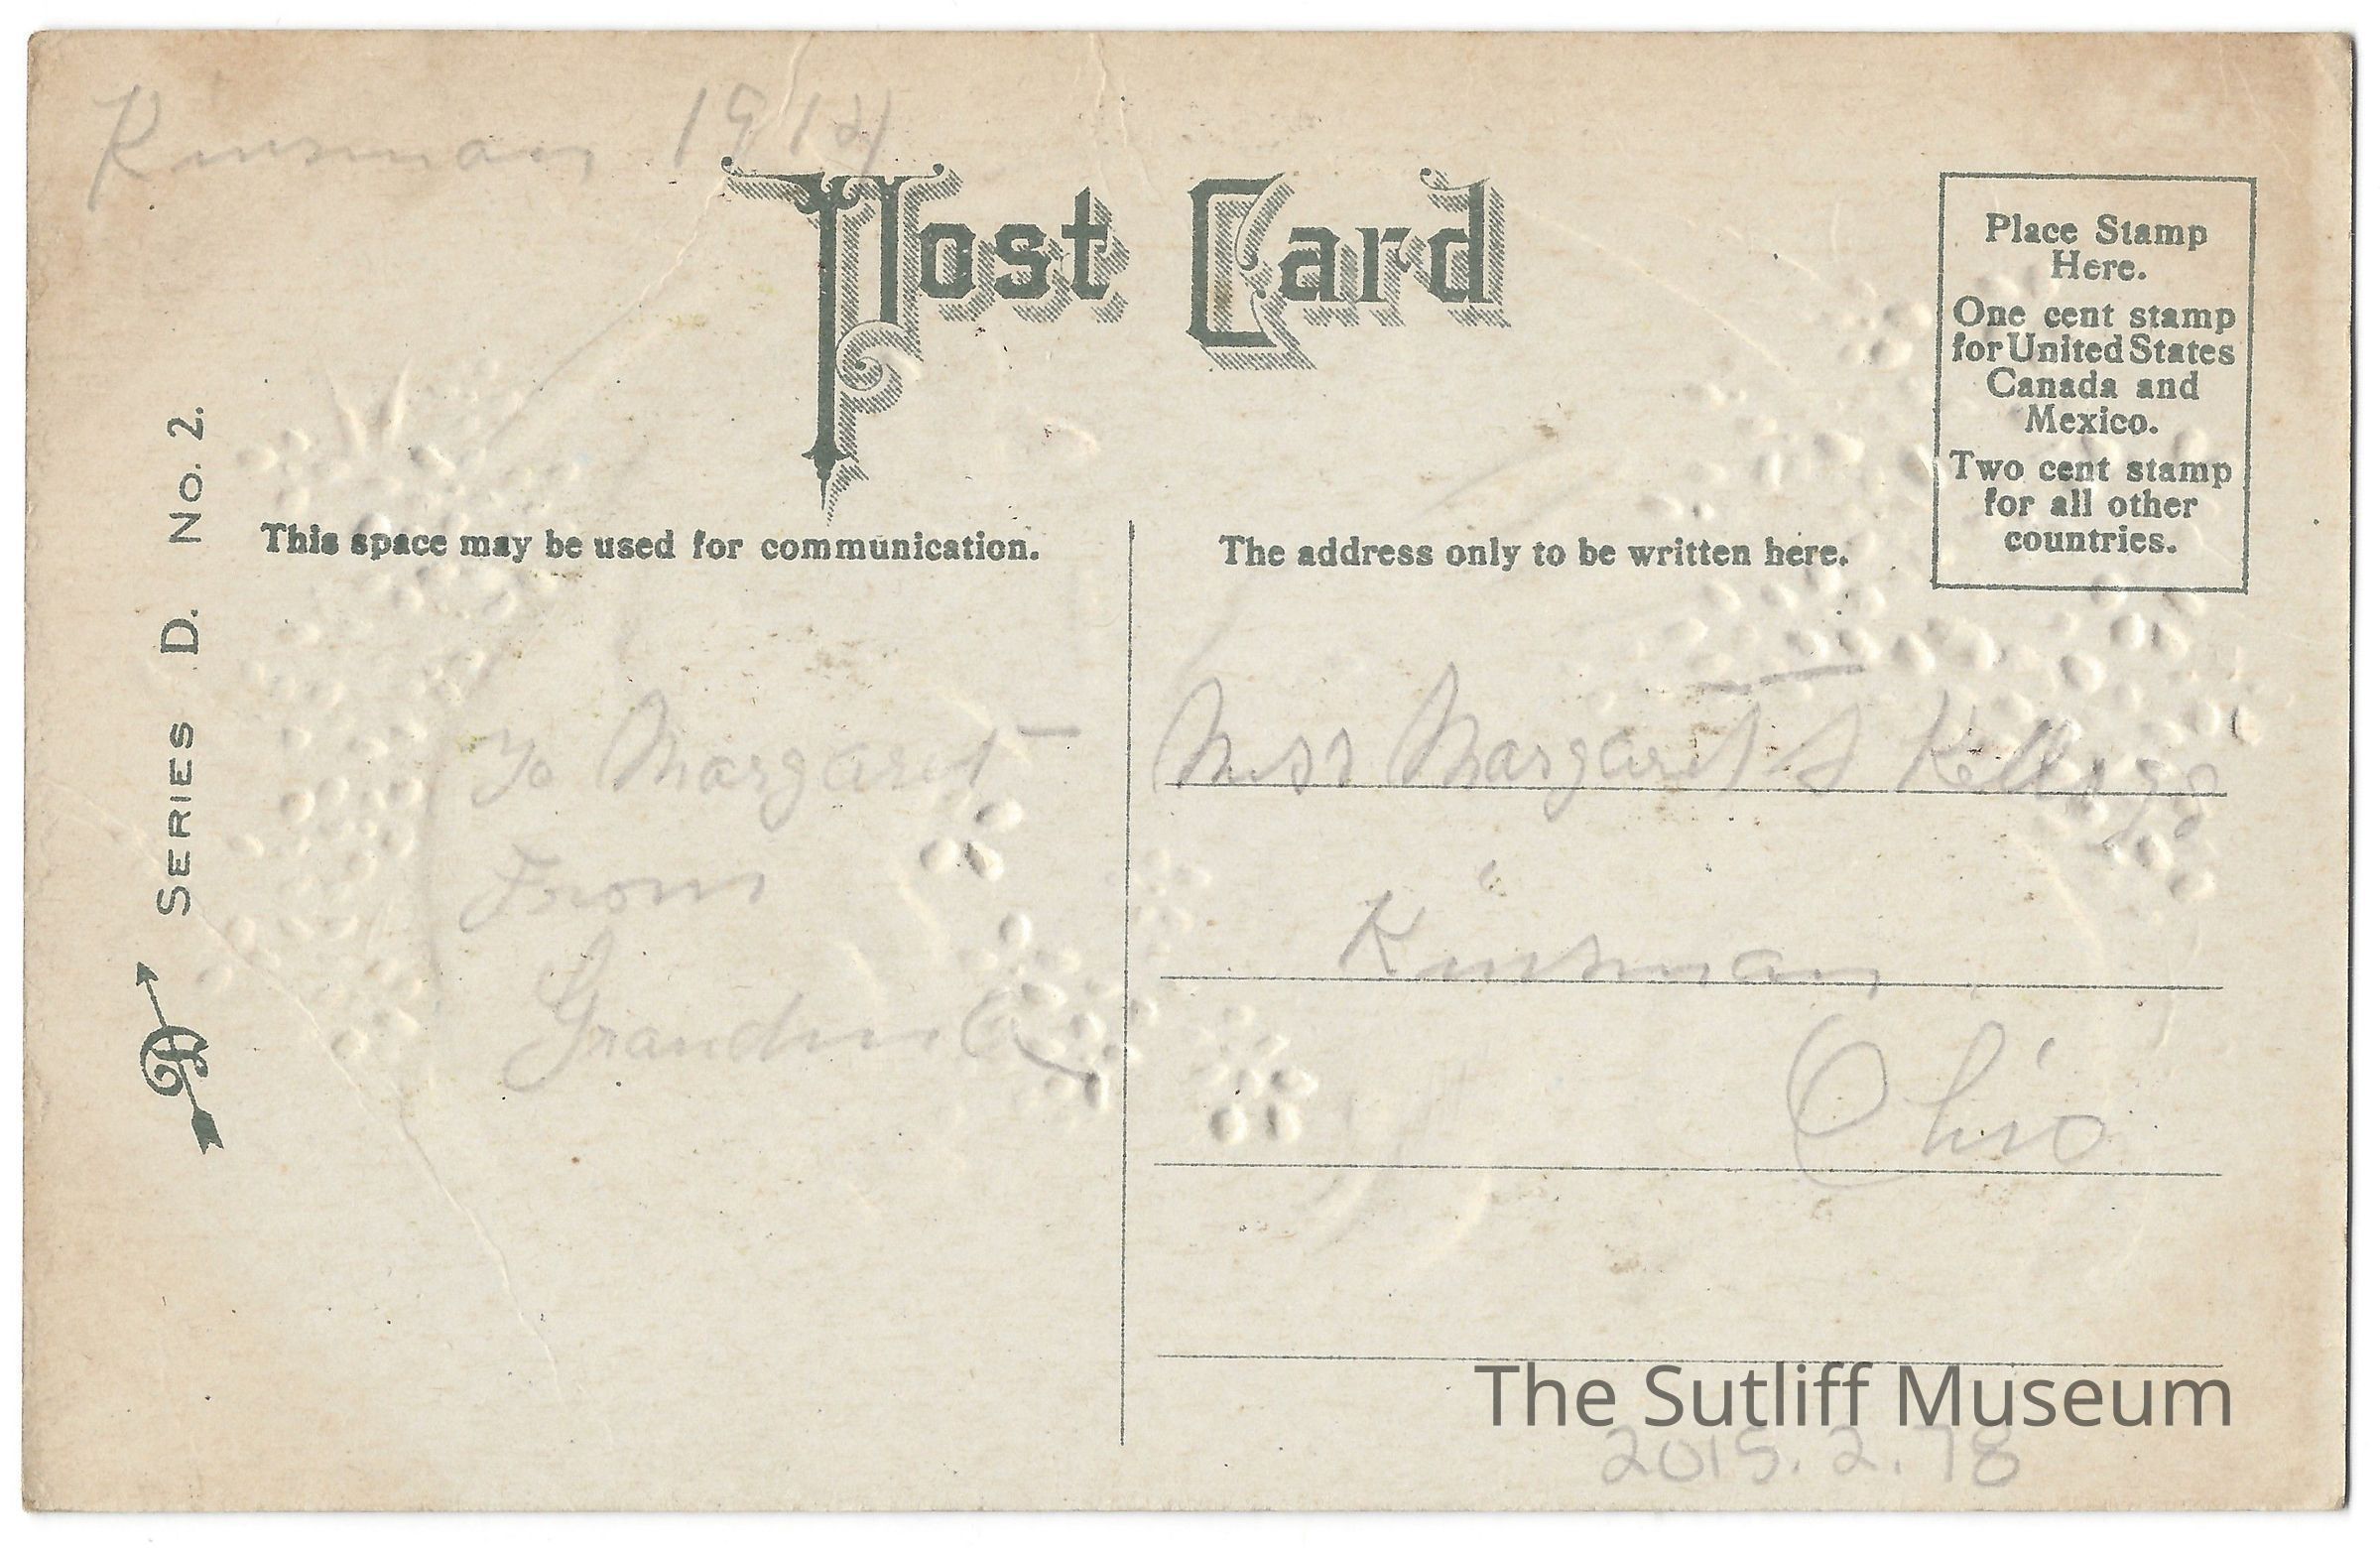 Kinsman 1914
Post Card
Place Stamp
Here.
One cent stamp
for United States
Canada and
Mexico.
Two cent stamp
for all other
countries.
SERIES D. No. 2.
This space may be used for communication.
The address only to be written here.
To Margaret
From
Grandma
Miss Margaret S Kellogg
Kinsman
Ohio
The Sutliff Museum
2015.2.78